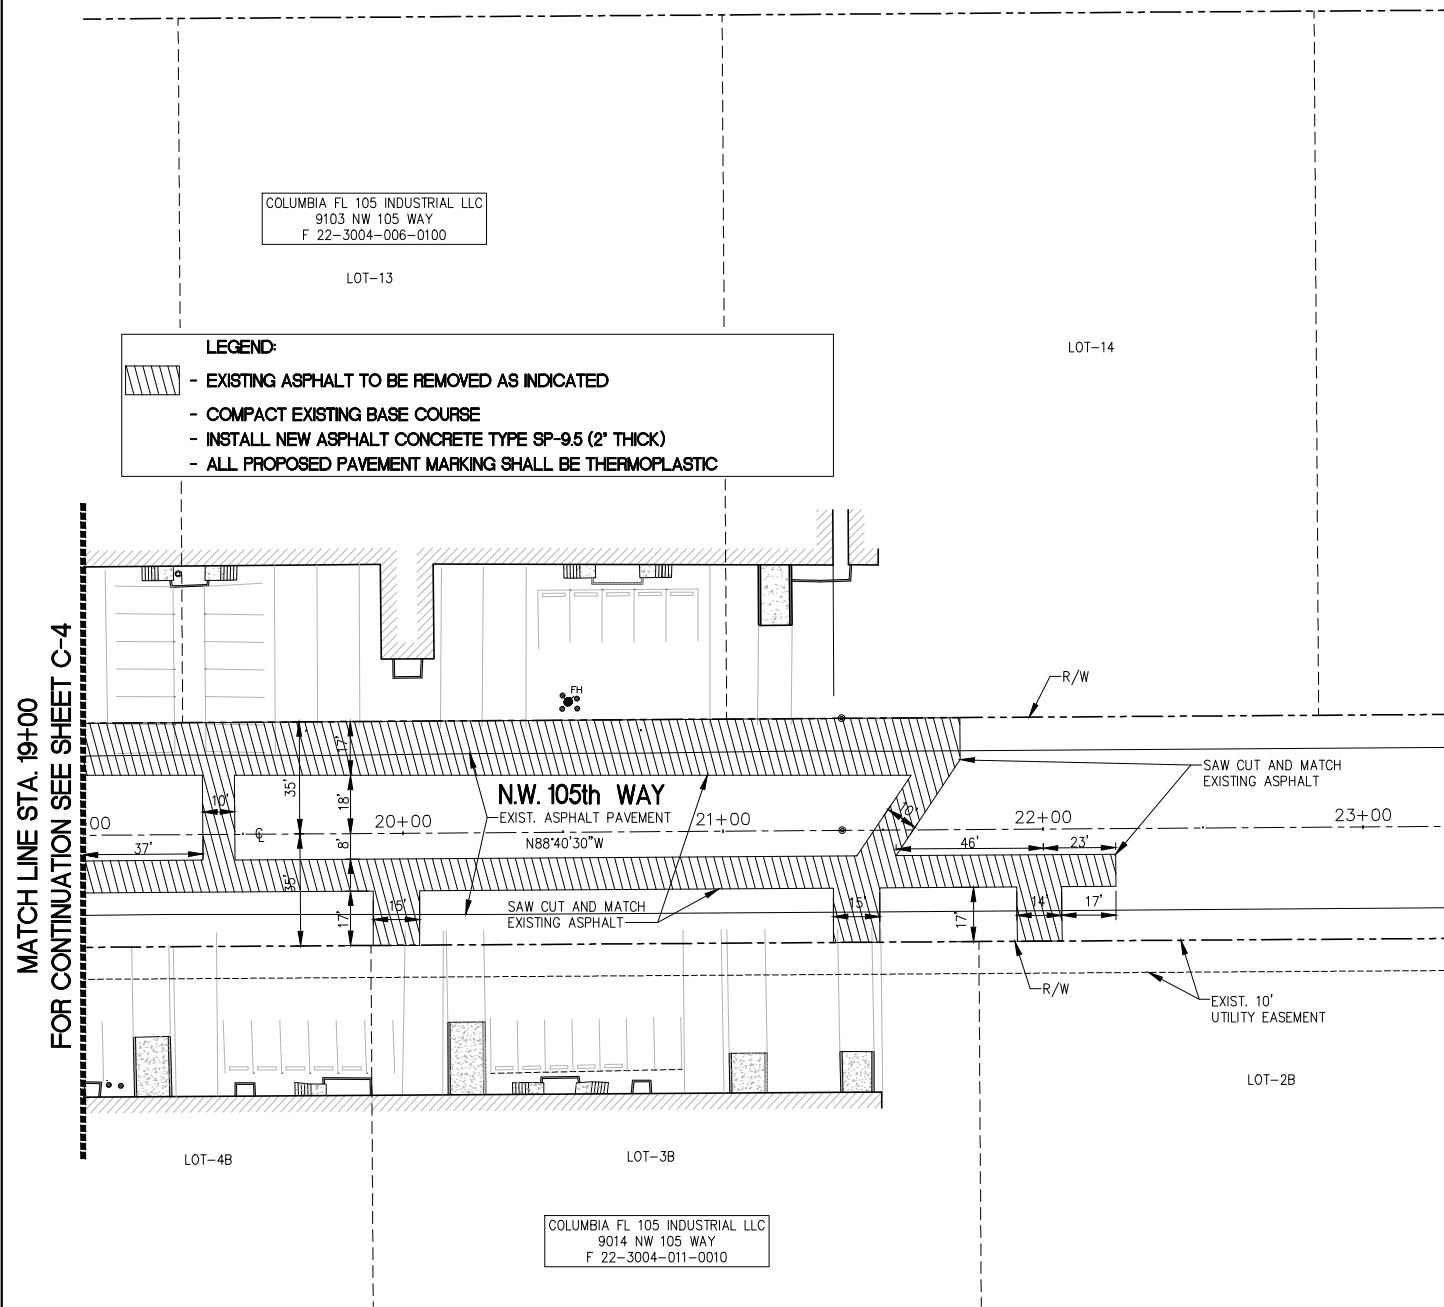 COLUMBIA FL 105 INDUSTRIAL LLC
9103 NW 105 WAY
F 22-3004-006-0100
LOT-13
LOT-14
LEGEND:
- EXISTING ASPHALT TO BE REMOVED AS INDICATED
- COMPACT EXISTING BASE COURSE
- INSTALL NEW ASPHALT CONCRETE TYPE SP-9.5 (2" THICK)
- ALL PROPOSED PAVEMENT MARKING SHALL BE THERMOPLASTIC
MATCH LINE STA. 19+00
FOR CONTINUATION SEE SHEET C-4
FH
R/W
17'
35'
18'
10'
N.W. 105th WAY
EXIST. ASPHALT PAVEMENT
N88°40'30"W
SAW CUT AND MATCH
EXISTING ASPHALT
00
℄
20+00
21+00
22+00
23+00
10'
37'
8'
46'
23'
35'
15'
17'
SAW CUT AND MATCH
EXISTING ASPHALT
15'
17'
14'
17'
R/W
EXIST. 10'
UTILITY EASEMENT
LOT-2B
LOT-4B
LOT-3B
COLUMBIA FL 105 INDUSTRIAL LLC
9014 NW 105 WAY
F 22-3004-011-0010